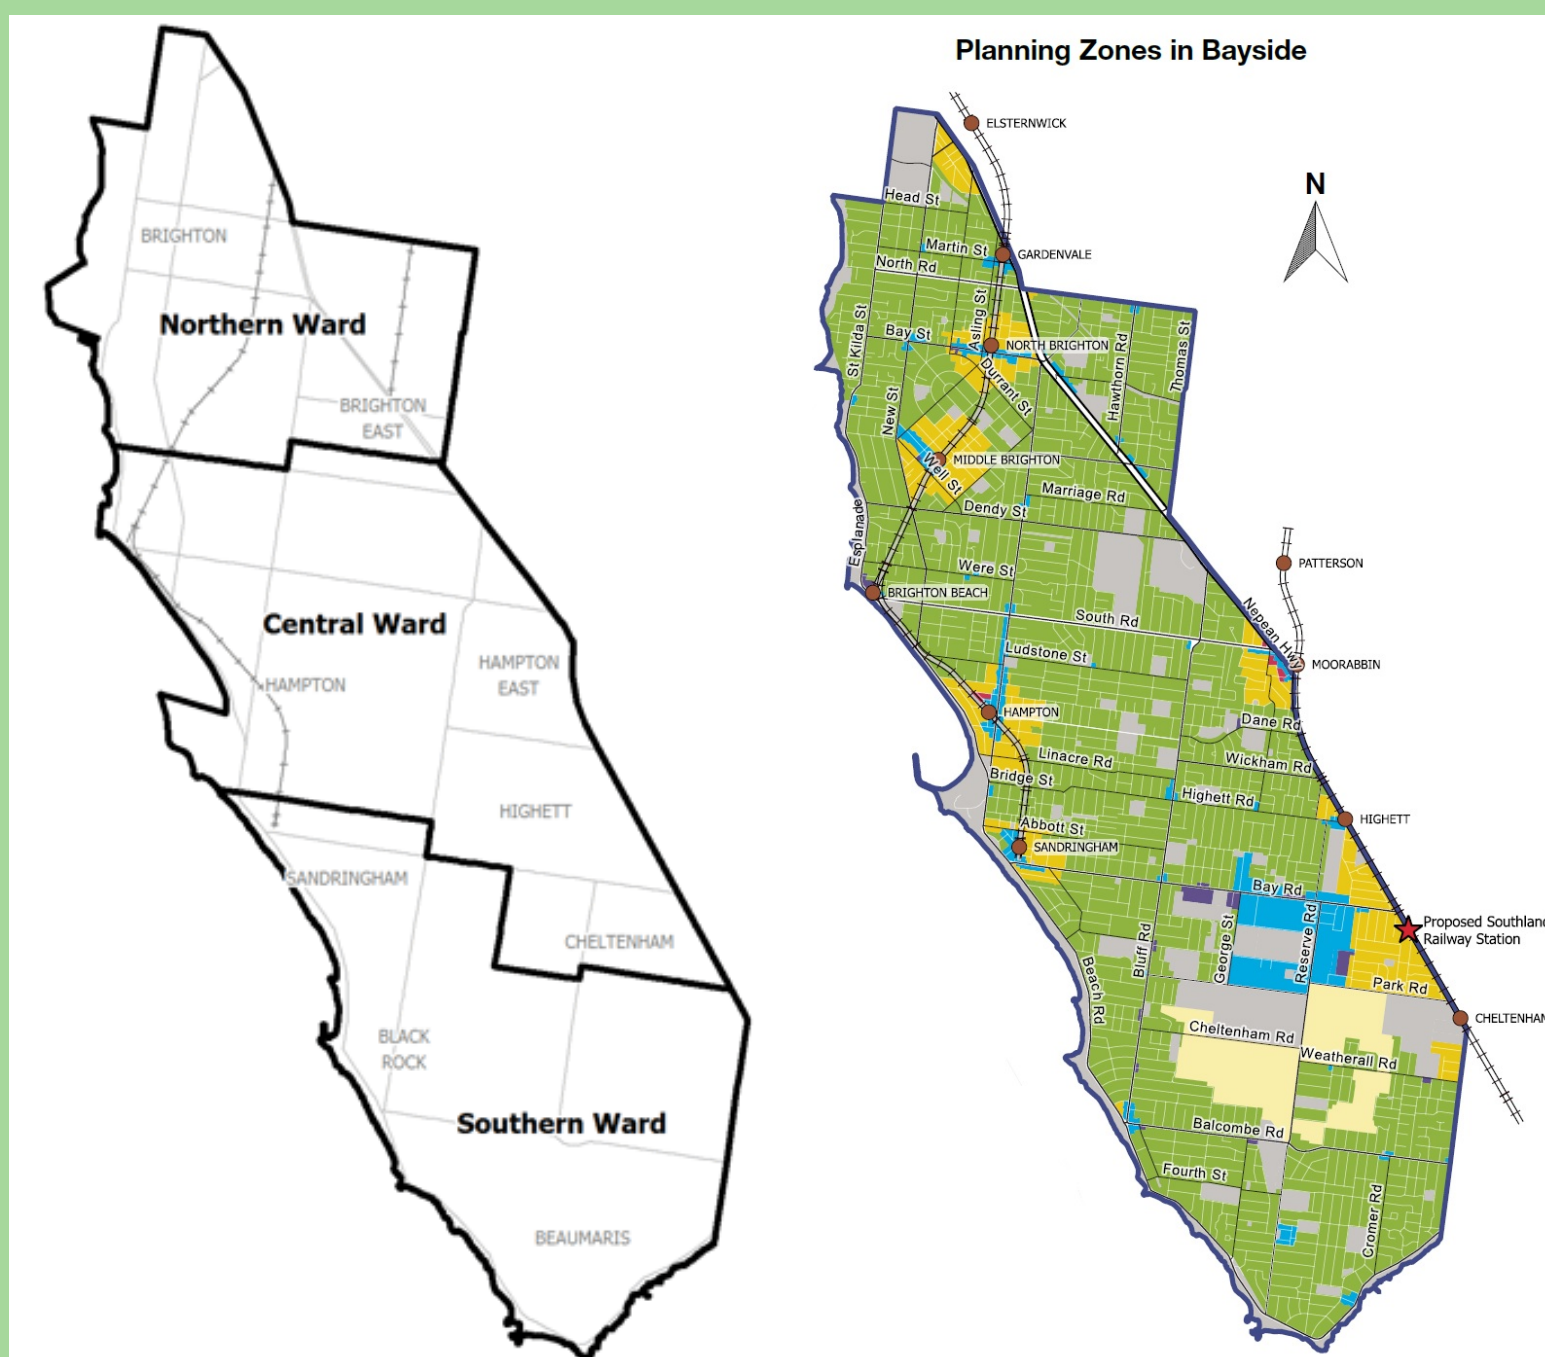 BRIGHTON
Northern Ward
BRIGHTON
EAST
Central Ward
HAMPTON
EAST
HAMPTON
HIGHETT
SANDRINGHAM
CHELTENHAM
BLACK
ROCK
Southern Ward
BEAUMARIS
Planning Zones in Bayside
N
ELSTERNWICK
Head St
Martin St
GARDENVALE
North Rd
St Kilda St
Asling St
Bay St
NORTH BRIGHTON
Hawthorn Rd
Thomas St
Durrant St
New St
MIDDLE BRIGHTON
Well St
Marriage Rd
Dendy St
Esplanade
PATTERSON
Were St
BRIGHTON BEACH
South Rd
Nepean Hwy
Ludstone St
MOORABBIN
HAMPTON
Dane Rd
Linacre Rd
Wickham Rd
Bridge St
Highett Rd
HIGHETT
Abbott St
SANDRINGHAM
Bay Rd
Proposed Southland
Railway Station
Bluff Rd
George St
Reserve Rd
Beach Rd
Park Rd
CHELTENHAM
Cheltenham Rd
Weatherall Rd
Balcombe Rd
Fourth St
Cromer Rd